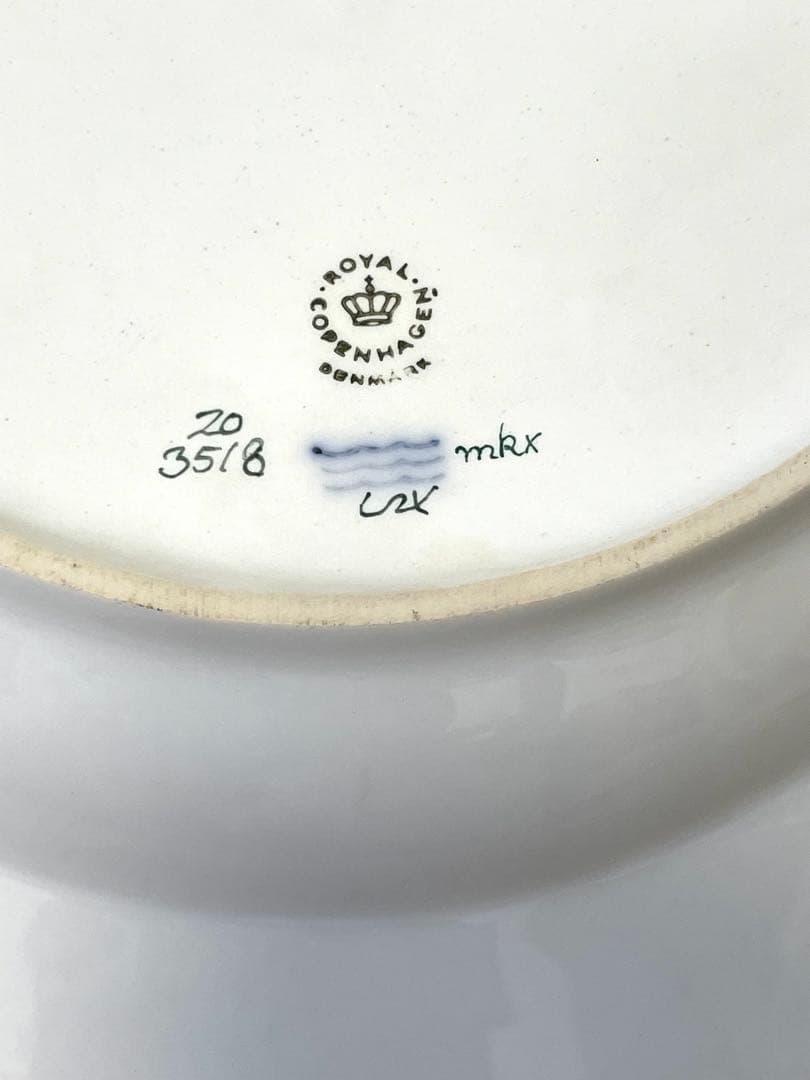 ROYAL · COPENHAGEN
DENMARK
20
3518
mkx